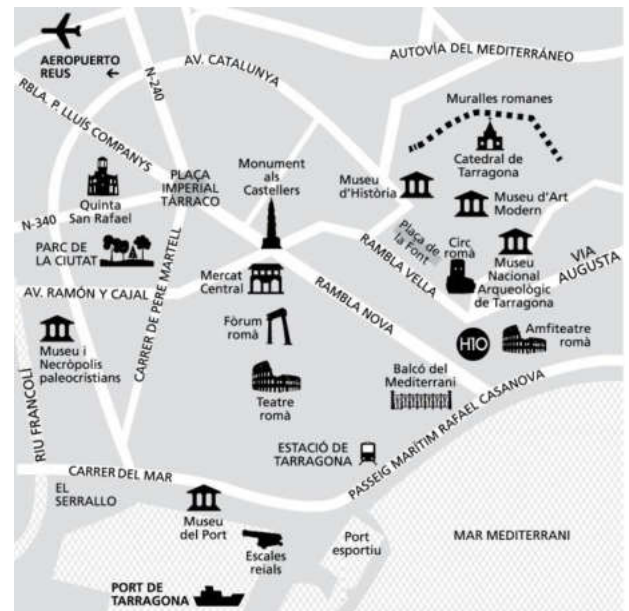 AEROPUERTO
REUS
N-240
AV. CATALUNYA
AUTOVÍA DEL MEDITERRÁNEO
RBLA. P. LLUÍS COMPANYS
Muralles romanes
Catedral de
Tarragona
Quinta
San Rafael
PLAÇA
IMPERIAL
TÀRRACO
Monument
als
Castellers
Museu
d'Història
Museu d'Art
Modern
N-340
PARC DE
LA CIUTAT
CARRER DE PERE MARTELL
Plaça de
la Font
RAMBLA VELLA
Circ
romà
Museu
Nacional
Arqueològic
de Tarragona
VIA
AUGUSTA
AV. RAMÓN Y CAJAL
Mercat
Central
RAMBLA NOVA
Museu i
Necròpolis
paleocristians
Fòrum
romà
H10
Amfiteatre
romà
Teatre
romà
Balcó del
Mediterrani
RIU FRANCOLÍ
ESTACIÓ DE
TARRAGONA
PASSEIG MARÍTIM RAFAEL CASANOVA
CARRER DEL MAR
EL
SERRALLO
Museu
del Port
Escales
reials
Port
esportiu
MAR MEDITERRANI
PORT DE
TARRAGONA